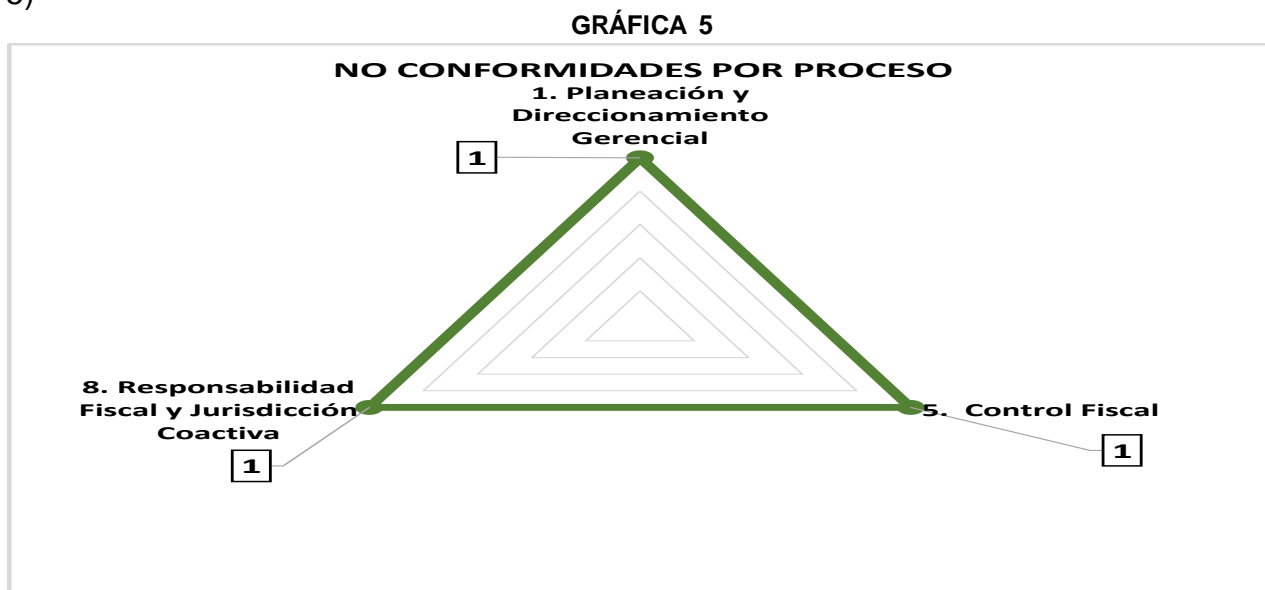 GRÁFICA 5
NO CONFORMIDADES POR PROCESO
1. Planeación y
Direccionamiento
Gerencial
1
8. Responsabilidad
Fiscal y Jurisdicción
Coactiva
1
5. Control Fiscal
1